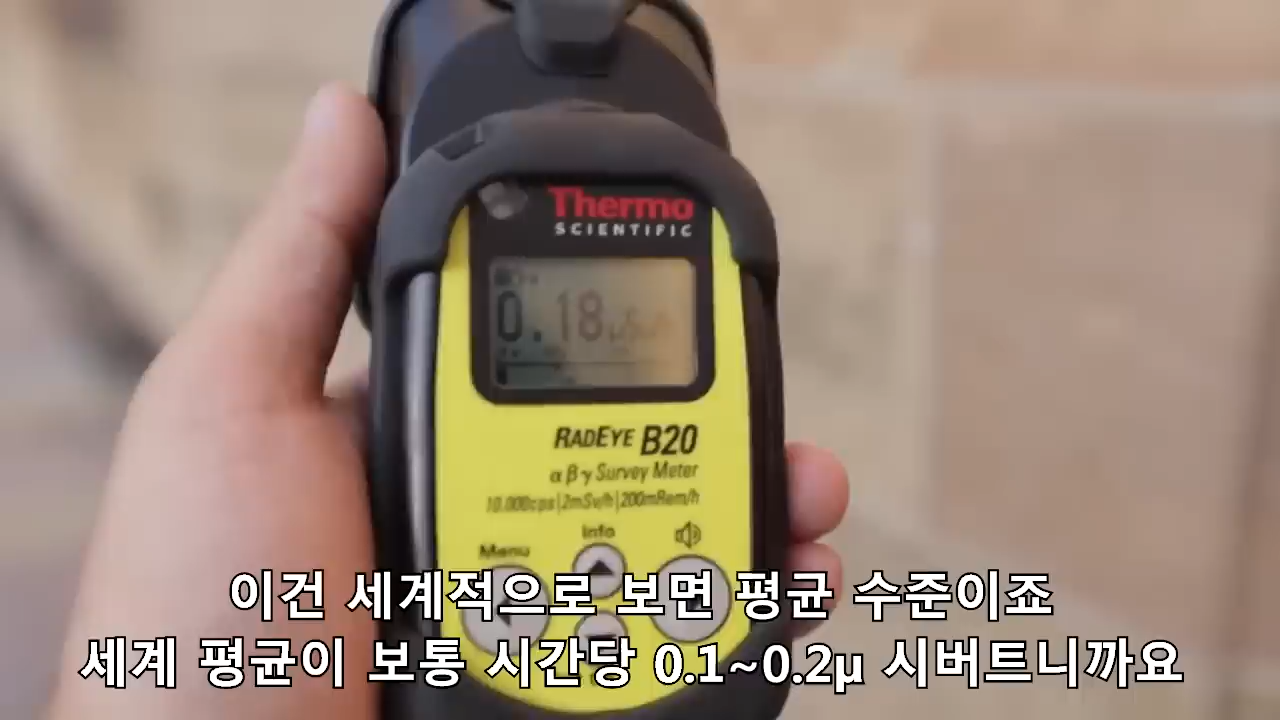 Thermo
SCIENTIFIC
0.18
RADEYE B20
α β γ Survey Meter
10.000cps|2mSv/h|200mRem/h
Info
Menu
이건 세계적으로 보면 평균 수준이죠
세계 평균이 보통 시간당 0.1~0.2μ 시버트니까요